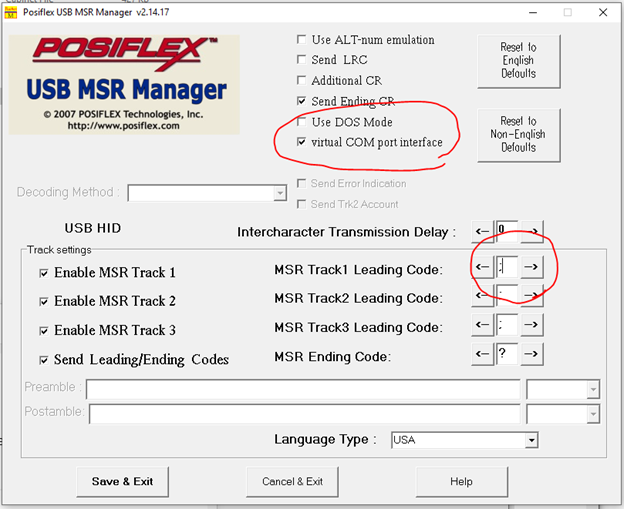 Posiflex USB MSR Manager v2.14.17
POSIFLEX
USB MSR Manager
© 2007 POSIFLEX Technologies, Inc.
http://www.posiflex.com
Use ALT-num emulation
Send LRC
Additional CR
Send Ending CR
Use DOS Mode
virtual COM port interface
Reset to
English
Defaults
Reset to
Non-English
Defaults
Decoding Method :
Send Error Indication
Send Trk2 Account
USB HID
Intercharacter Transmission Delay : <-- 0 -->
Track settings
Enable MSR Track 1
MSR Track1 Leading Code: <-- ; -->
Enable MSR Track 2
MSR Track2 Leading Code: <-- -->
Enable MSR Track 3
MSR Track3 Leading Code: <-- ; -->
Send Leading/Ending Codes
MSR Ending Code: <-- ? -->
Preamble :
Postamble:
Language Type : USA
Save & Exit
Cancel & Exit
Help